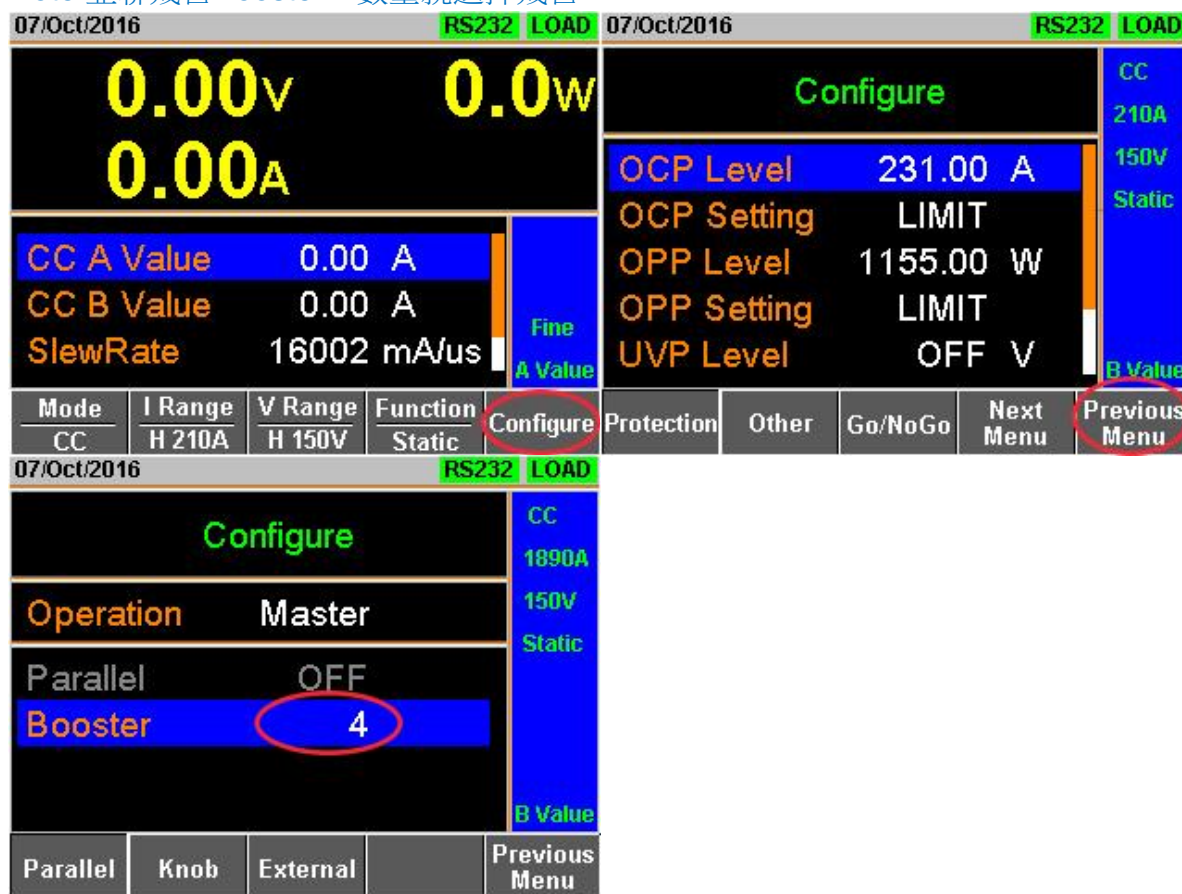 07/Oct/2016 RS232 LOAD
0.00V 0.0W
0.00A
CC A Value 0.00 A
CC B Value 0.00 A
SlewRate 16002 mA/us
Fine
A Value
Mode
CC
I Range
H 210A
V Range
H 150V
Function
Static
Configure
07/Oct/2016 RS232 LOAD
Configure
CC
210A
150V
Static
OCP Level 231.00 A
OCP Setting LIMIT
OPP Level 1155.00 W
OPP Setting LIMIT
UVP Level OFF V
B Value
Protection
Other
Go/NoGo
Next
Menu
Previous
Menu
07/Oct/2016 RS232 LOAD
Configure
CC
1890A
150V
Static
Operation Master
Parallel OFF
Booster 4
B Value
Parallel
Knob
External
Previous
Menu